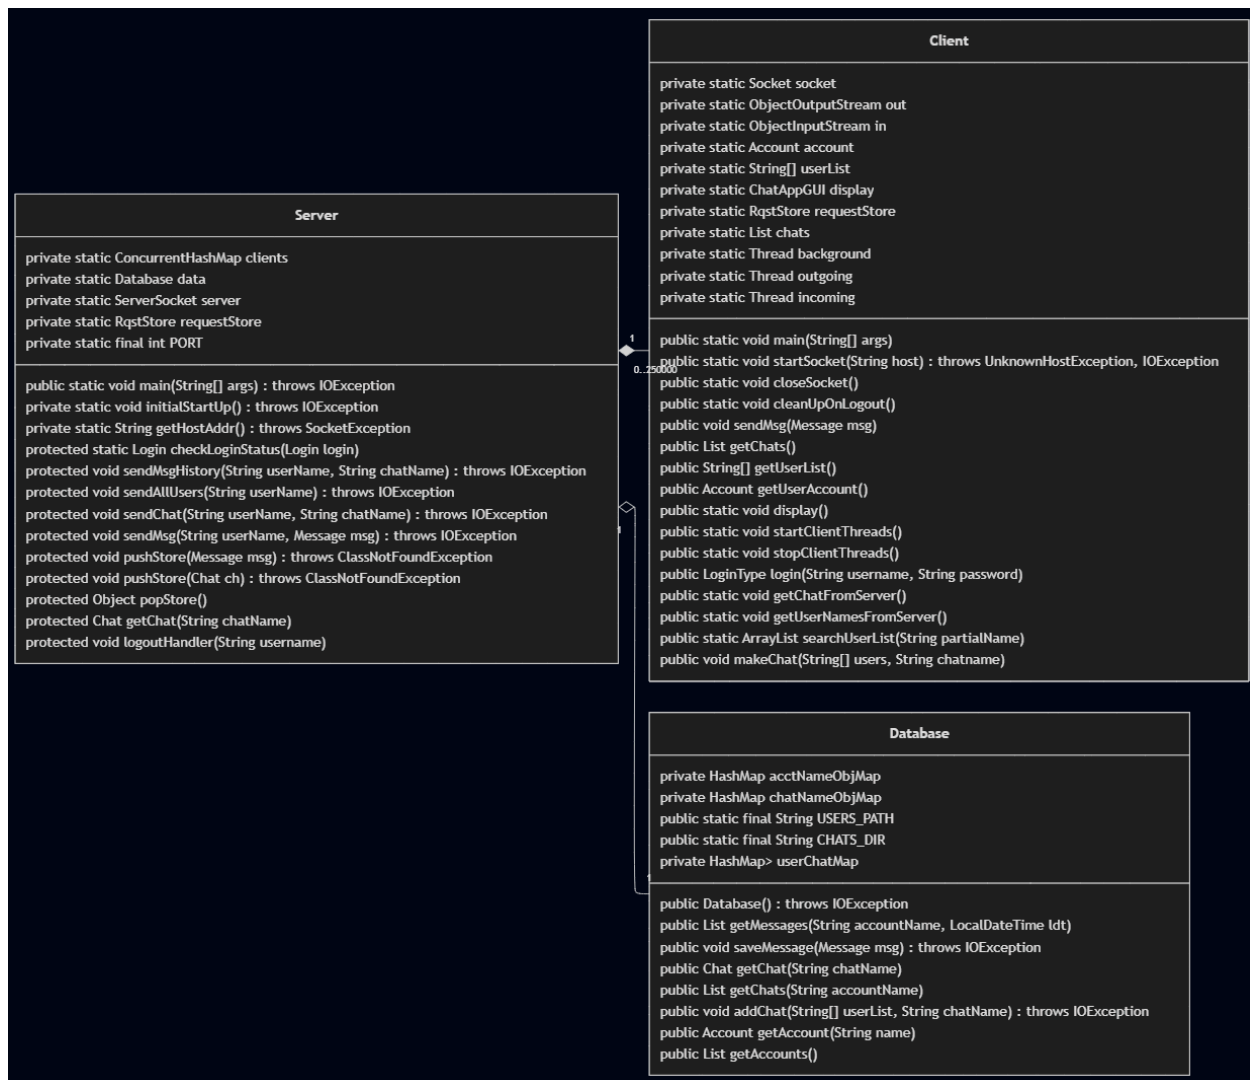 Client
private static Socket socket
private static ObjectOutputStream out
private static ObjectInputStream in
private static Account account
private static String[] userList
private static ChatAppGUI display
private static RqstStore requestStore
private static List chats
private static Thread background
private static Thread outgoing
private static Thread incoming
public static void main(String[] args)
public static void startSocket(String host) : throws UnknownHostException, IOException
public static void closeSocket()
public static void cleanUpOnLogout()
public void sendMsg(Message msg)
public List getChats()
public String[] getUserList()
public Account getUserAccount()
public static void display()
public static void startClientThreads()
public static void stopClientThreads()
public LoginType login(String username, String password)
public static void getChatFromServer()
public static void getUserNamesFromServer()
public static ArrayList searchUserList(String partialName)
public void makeChat(String[] users, String chatname)
Server
private static ConcurrentHashMap clients
private static Database data
private static ServerSocket server
private static RqstStore requestStore
private static final int PORT
public static void main(String[] args) : throws IOException
private static void initialStartUp() : throws IOException
private static String getHostAddr() : throws SocketException
protected static Login checkLoginStatus(Login login)
protected void sendMsgHistory(String userName, String chatName) : throws IOException
protected void sendAllUsers(String userName) : throws IOException
protected void sendChat(String userName, String chatName) : throws IOException
protected void sendMsg(String userName, Message msg) : throws IOException
protected void pushStore(Message msg) : throws ClassNotFoundException
protected void pushStore(Chat ch) : throws ClassNotFoundException
protected Object popStore()
protected Chat getChat(String chatName)
protected void logoutHandler(String username)
1
0..250000
1
1
Database
private HashMap acctNameObjMap
private HashMap chatNameObjMap
public static final String USERS_PATH
public static final String CHATS_DIR
private HashMap> userChatMap
public Database() : throws IOException
public List getMessages(String accountName, LocalDateTime ldt)
public void saveMessage(Message msg) : throws IOException
public Chat getChat(String chatName)
public List getChats(String accountName)
public void addChat(String[] userList, String chatName) : throws IOException
public Account getAccount(String name)
public List getAccounts()